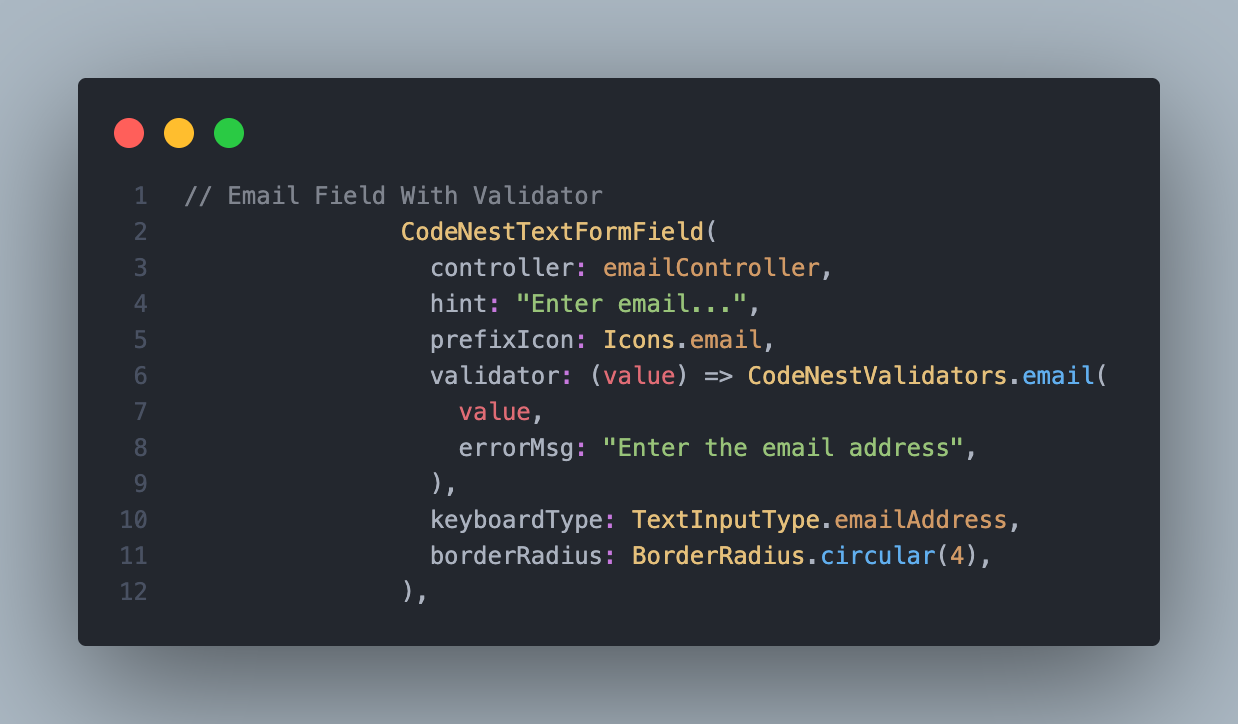 1 // Email Field With Validator
2 CodeNestTextFormField(
3 controller: emailController,
4 hint: "Enter email...",
5 prefixIcon: Icons.email,
6 validator: (value) => CodeNestValidators.email(
7 value,
8 errorMsg: "Enter the email address",
9 ),
10 keyboardType: TextInputType.emailAddress,
11 borderRadius: BorderRadius.circular(4),
12 ),